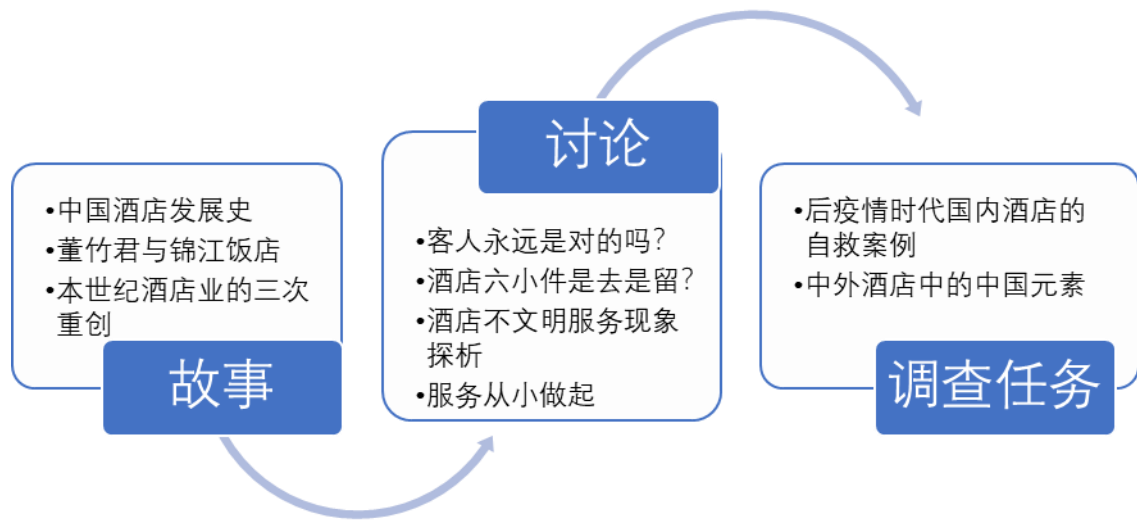 •中国酒店发展史
•董竹君与锦江饭店
•本世纪酒店业的三次
重创
故事
讨论
•客人永远是对的吗?
•酒店六小件是去是留?
•酒店不文明服务现象
探析
•服务从小做起
•后疫情时代国内酒店的
自救案例
•中外酒店中的中国元素
调查任务